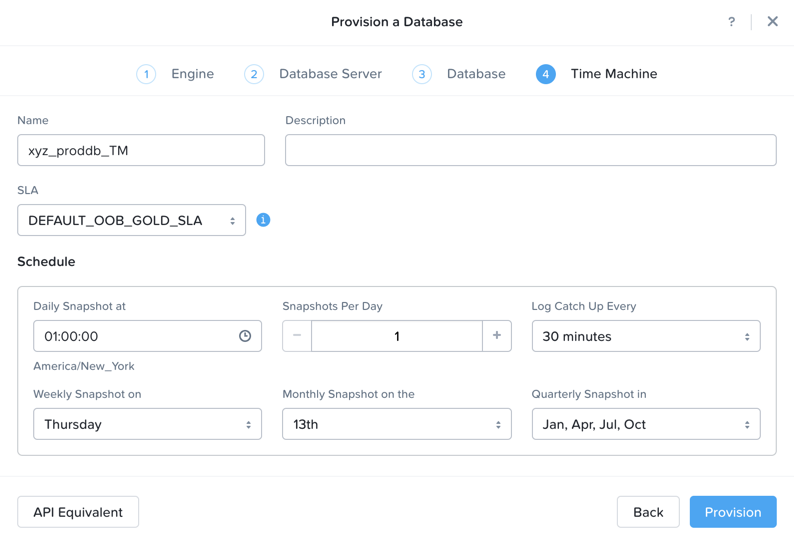 Provision a Database
?
1 Engine 2 Database Server 3 Database 4 Time Machine
Name Description
xyz_proddb_TM
SLA
DEFAULT_OOB_GOLD_SLA
Schedule
Daily Snapshot at Snapshots Per Day Log Catch Up Every
01:00:00 − 1 + 30 minutes
America/New_York
Weekly Snapshot on Monthly Snapshot on the Quarterly Snapshot in
Thursday 13th Jan, Apr, Jul, Oct
API Equivalent Back Provision